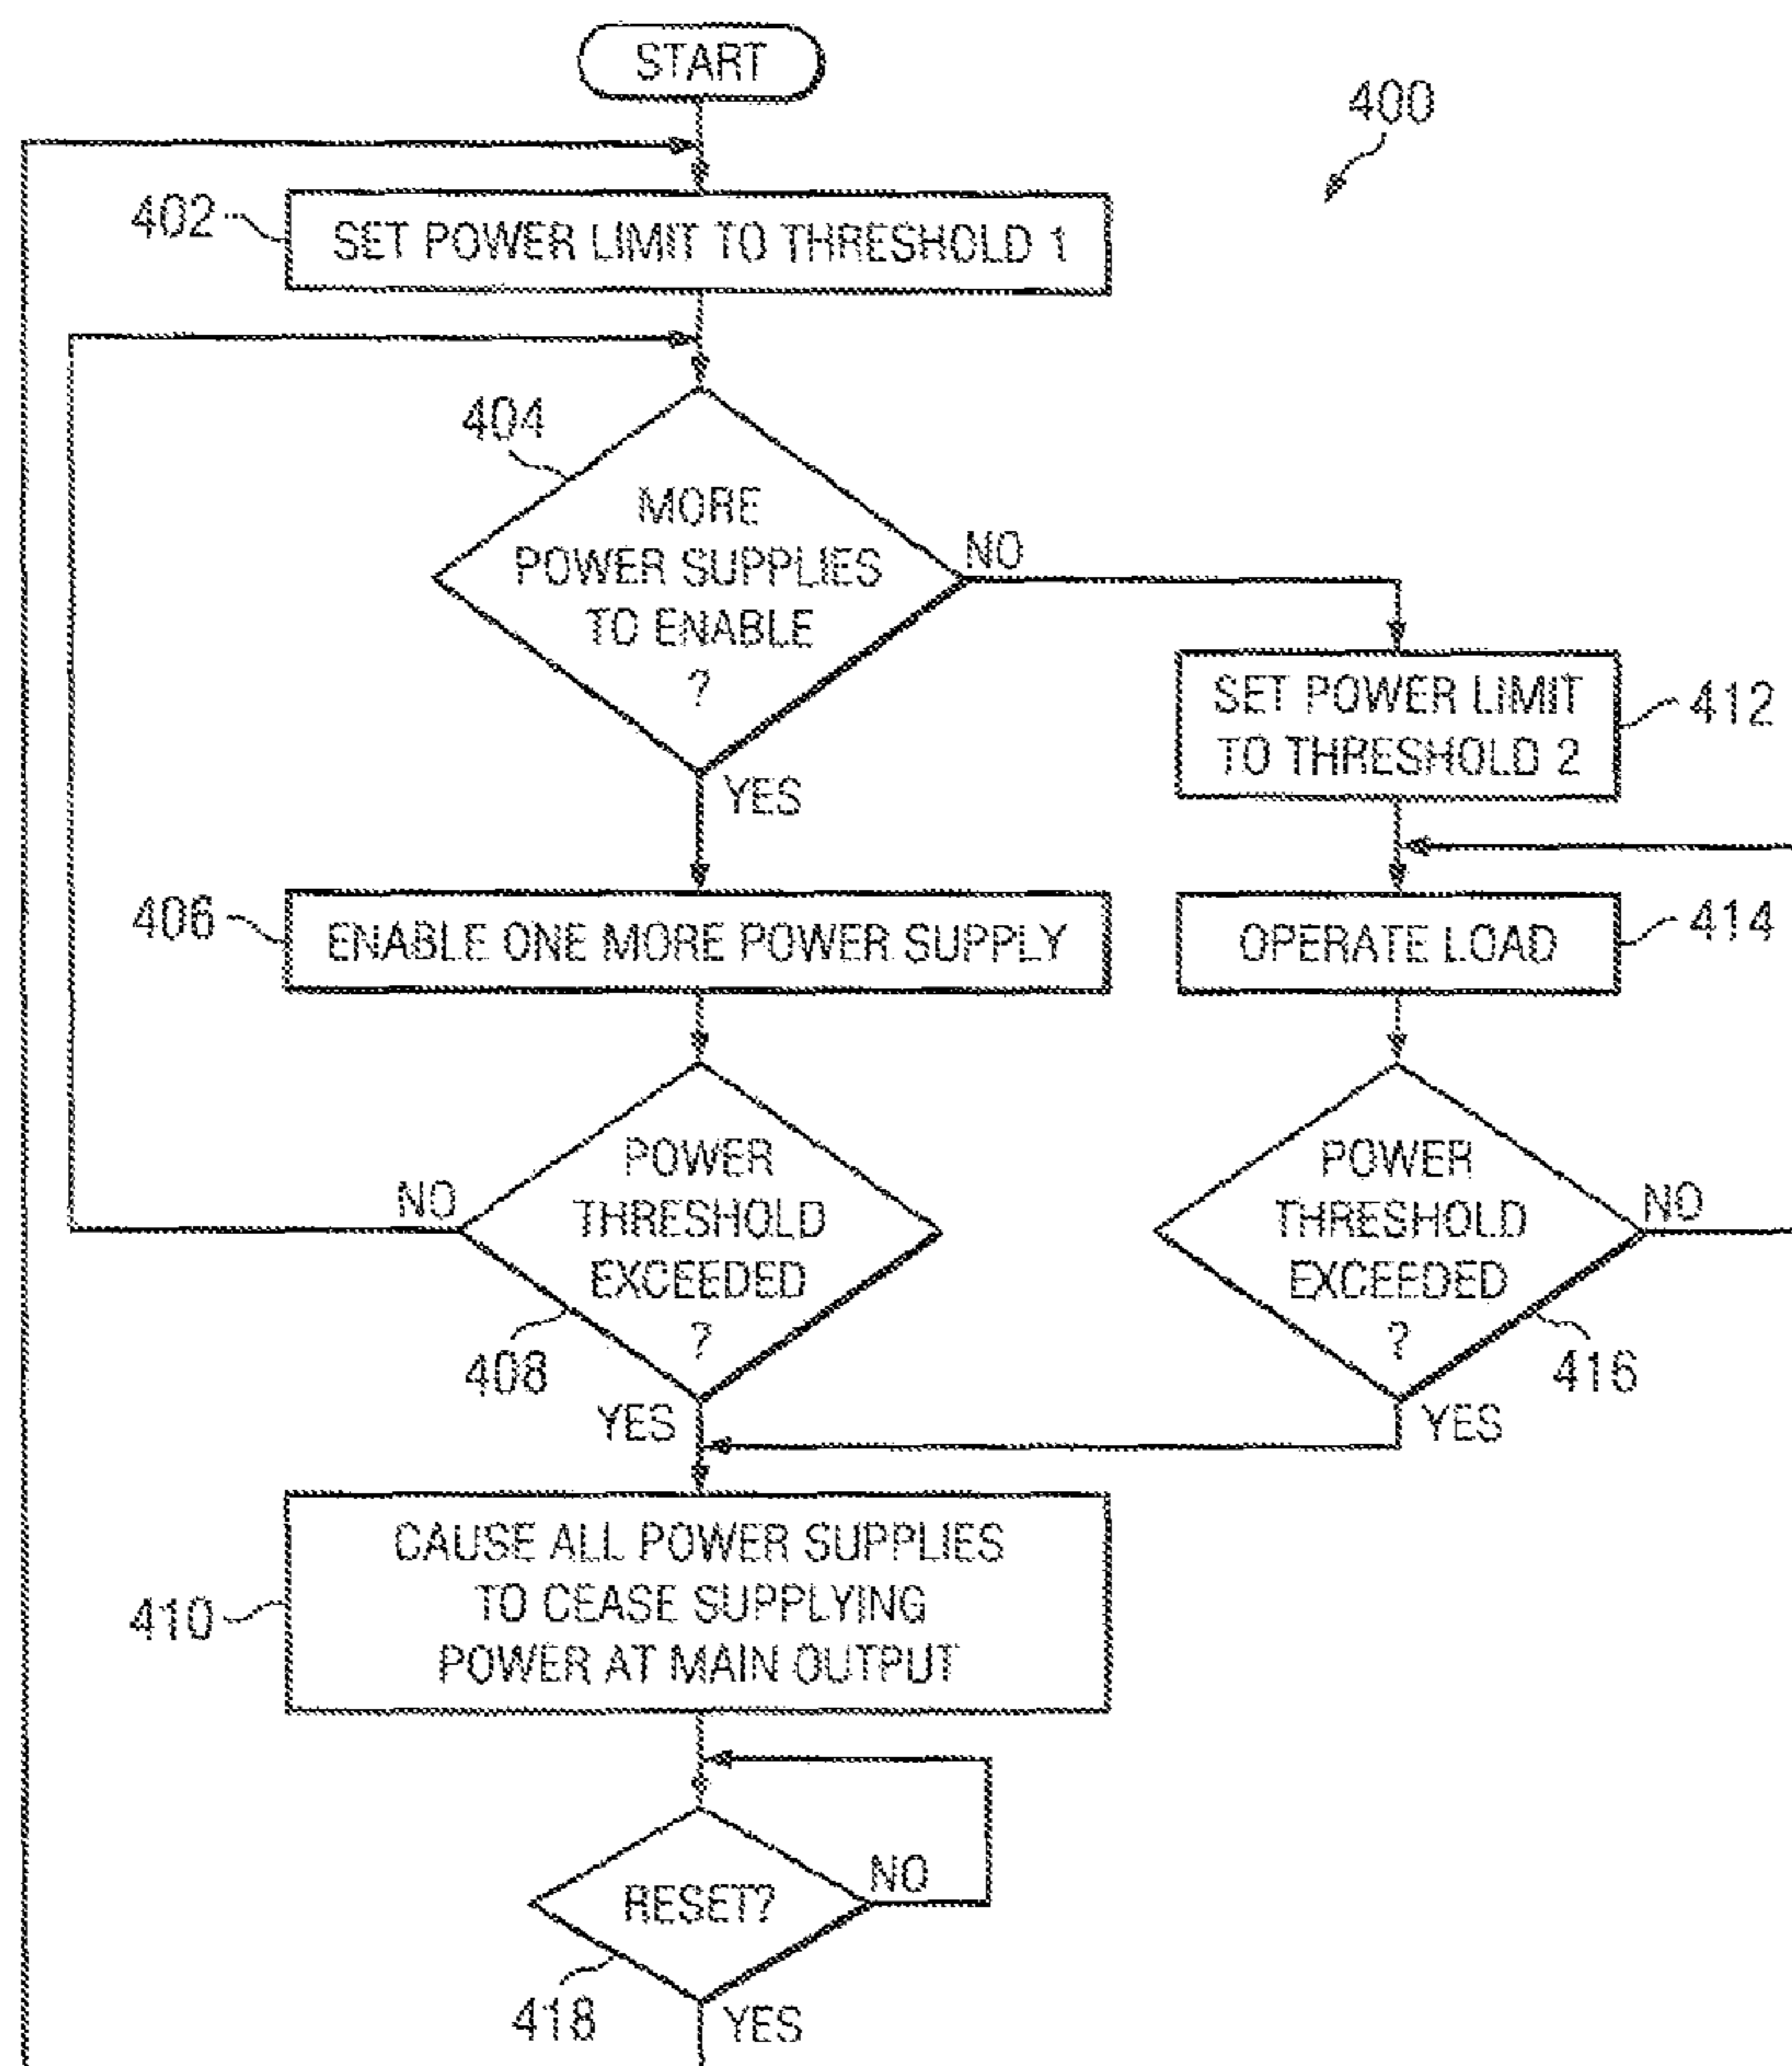 START
400
402
SET POWER LIMIT TO THRESHOLD 1
404
MORE
POWER SUPPLIES
TO ENABLE
?
NO
YES
SET POWER LIMIT
TO THRESHOLD 2
412
406
ENABLE ONE MORE POWER SUPPLY
OPERATE LOAD
414
POWER
THRESHOLD
EXCEEDED
?
NO
408
YES
POWER
THRESHOLD
EXCEEDED
?
NO
416
YES
410
CAUSE ALL POWER SUPPLIES
TO CEASE SUPPLYING
POWER AT MAIN OUTPUT
RESET?
NO
418
YES